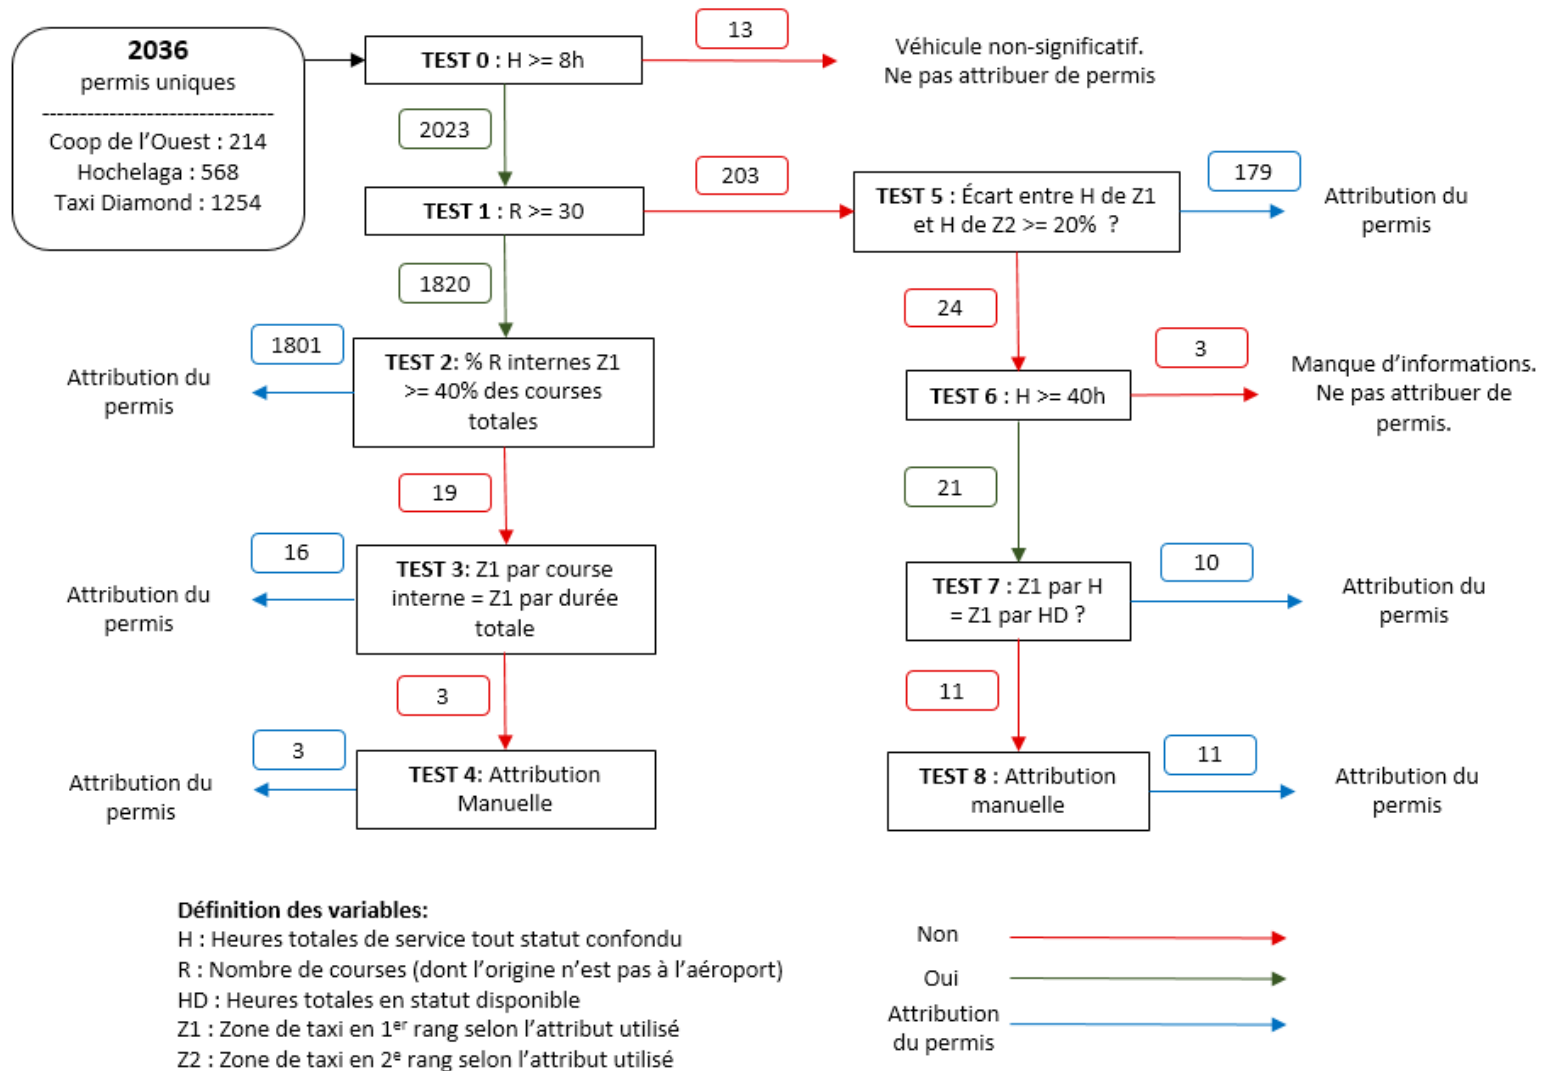 2036
permis uniques
-------------------------------
Coop de l'Ouest : 214
Hochelaga : 568
Taxi Diamond : 1254
TEST 0 : H >= 8h
13
Véhicule non-significatif.
Ne pas attribuer de permis
2023
TEST 1 : R >= 30
203
TEST 5 : Écart entre H de Z1
et H de Z2 >= 20% ?
179
Attribution du
permis
1820
24
1801
Attribution du
permis
TEST 2: % R internes Z1
>= 40% des courses
totales
TEST 6 : H >= 40h
3
Manque d'informations.
Ne pas attribuer de
permis.
19
21
16
Attribution du
permis
TEST 3: Z1 par course
interne = Z1 par durée
totale
TEST 7 : Z1 par H
= Z1 par HD ?
10
Attribution du
permis
3
11
3
Attribution du
permis
TEST 4: Attribution
Manuelle
TEST 8 : Attribution
manuelle
11
Attribution du
permis
Définition des variables:
H : Heures totales de service tout statut confondu
R : Nombre de courses (dont l'origine n'est pas à l'aéroport)
HD : Heures totales en statut disponible
Z1 : Zone de taxi en 1er rang selon l'attribut utilisé
Z2 : Zone de taxi en 2e rang selon l'attribut utilisé
Non
Oui
Attribution
du permis